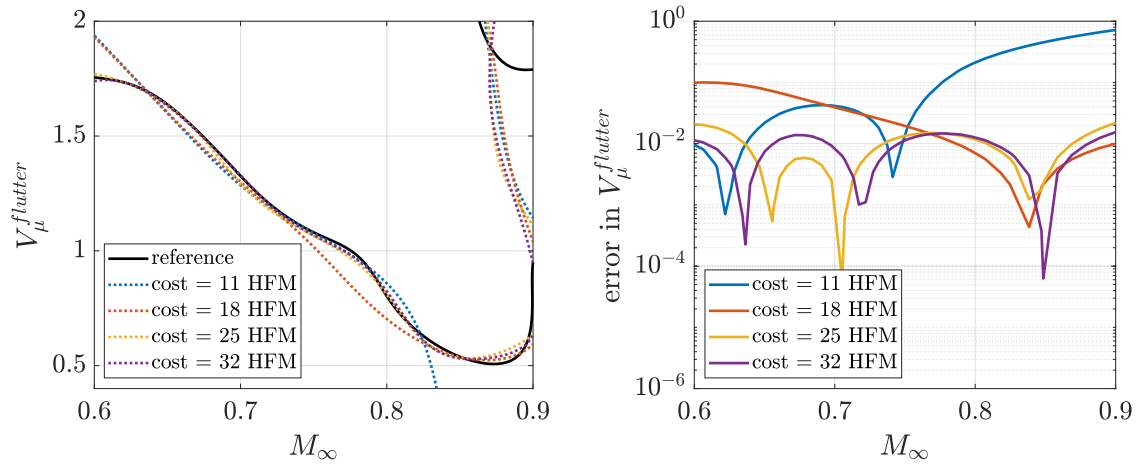 2
1.5
1
0.5
0.6
0.7
0.8
0.9
V_μ^{flutter}
M_∞
reference
cost = 11 HFM
cost = 18 HFM
cost = 25 HFM
cost = 32 HFM
10^0
10^{-2}
10^{-4}
10^{-6}
0.6
0.7
0.8
0.9
error in V_μ^{flutter}
M_∞
cost = 11 HFM
cost = 18 HFM
cost = 25 HFM
cost = 32 HFM